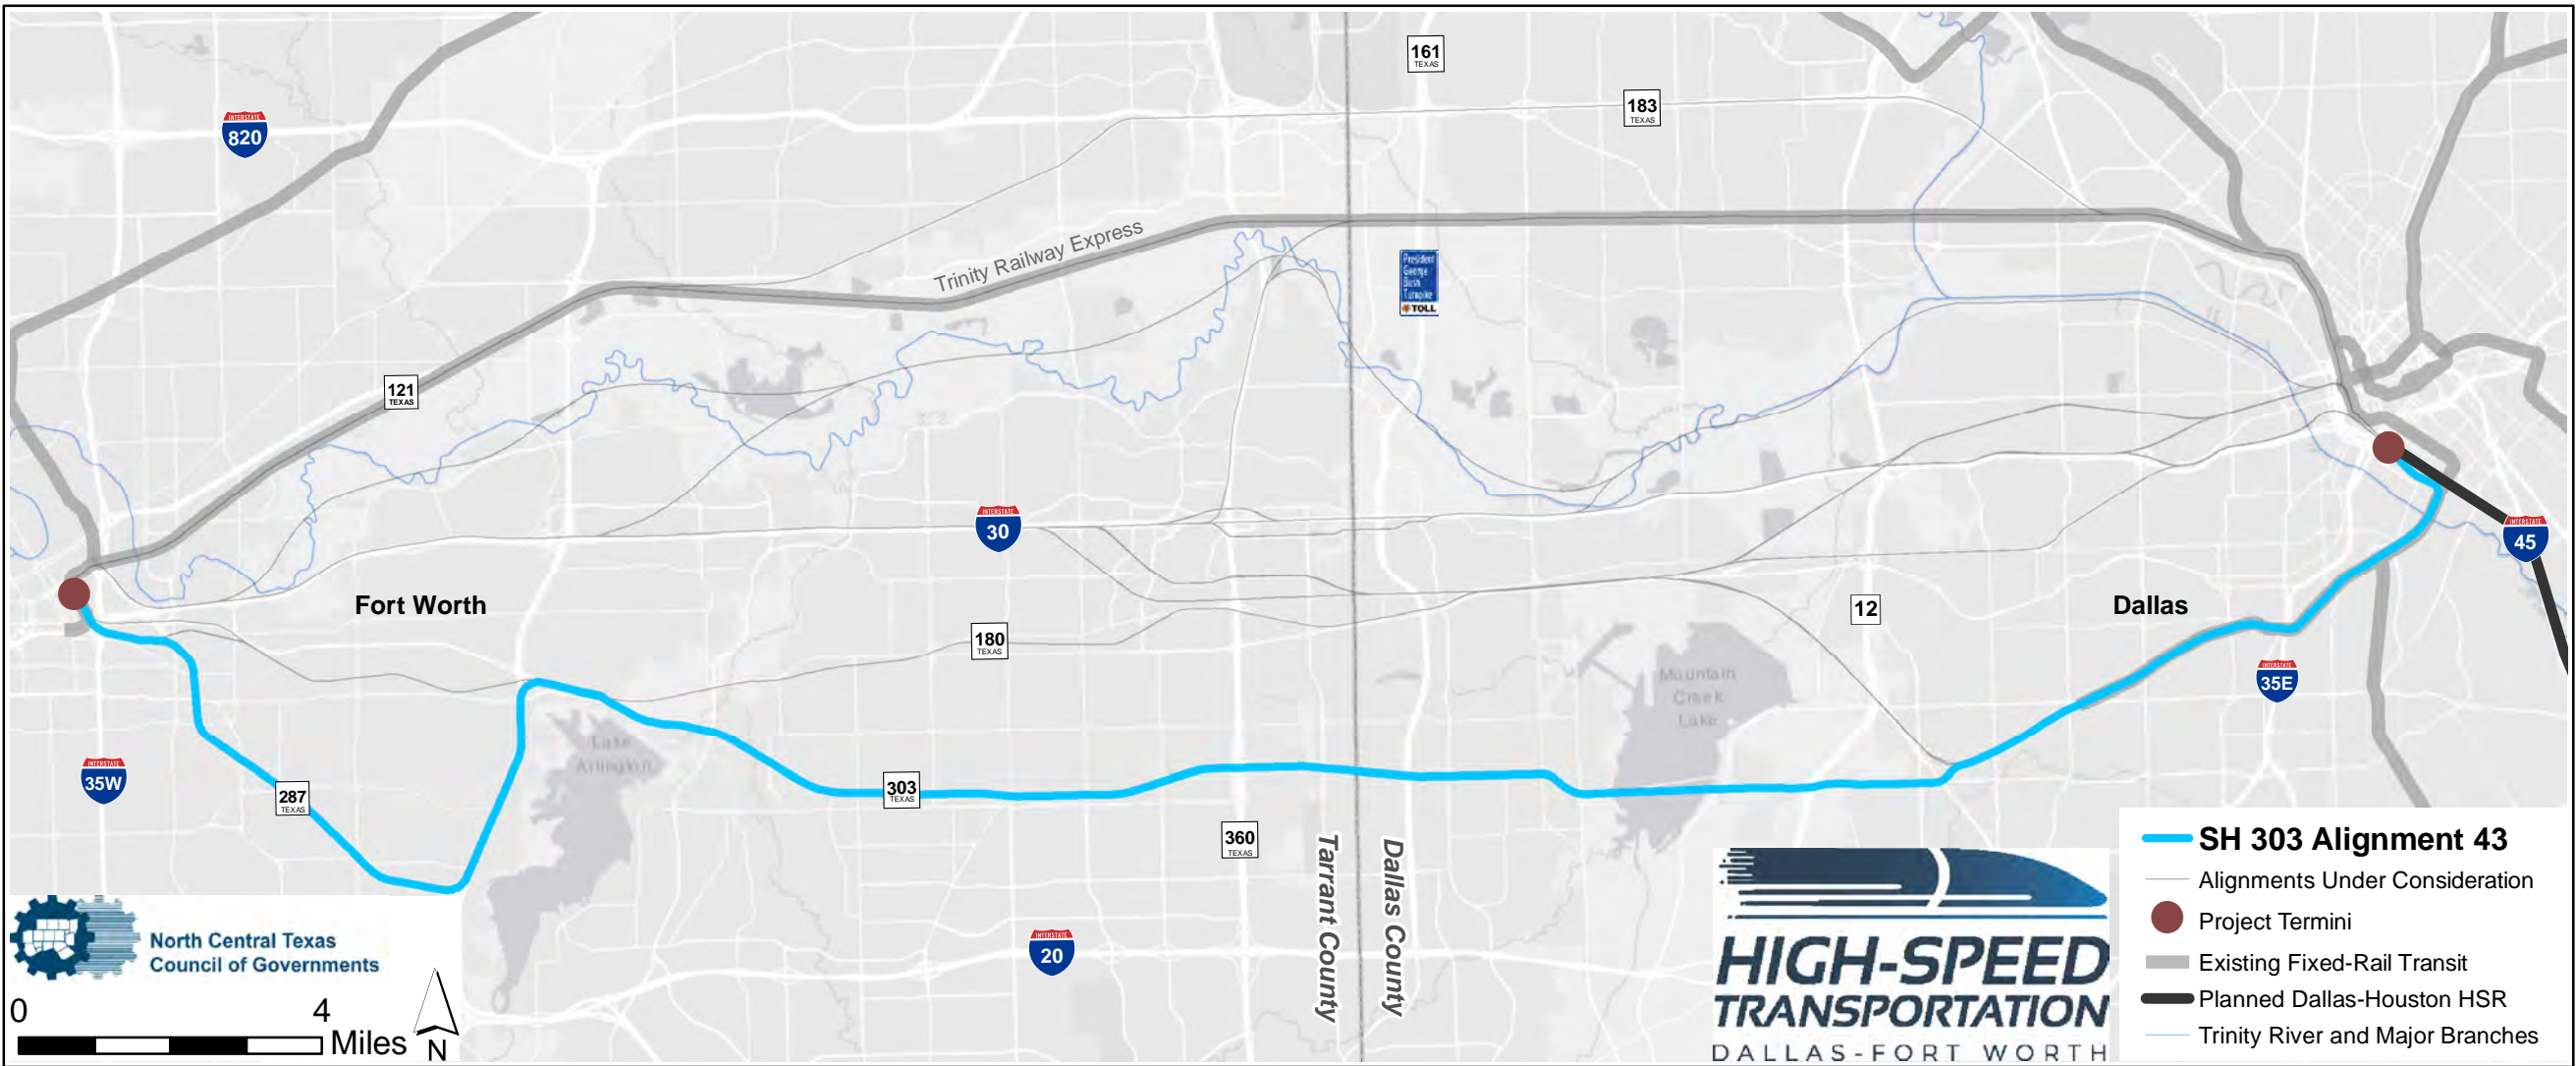 161
TEXAS
183
TEXAS
INTERSTATE
820
Trinity Railway Express
President
George
Bush
Turnpike
TOLL
121
TEXAS
INTERSTATE
30
INTERSTATE
45
Fort Worth
180
TEXAS
12
Dallas
Mountain
Creek
Lake
INTERSTATE
35E
Lake
Arlington
INTERSTATE
35W
287
TEXAS
303
TEXAS
360
TEXAS
Tarrant County
Dallas County
INTERSTATE
20
North Central Texas
Council of Governments
0 4
Miles
N
HIGH-SPEED
TRANSPORTATION
DALLAS-FORT WORTH
SH 303 Alignment 43
Alignments Under Consideration
Project Termini
Existing Fixed-Rail Transit
Planned Dallas-Houston HSR
Trinity River and Major Branches